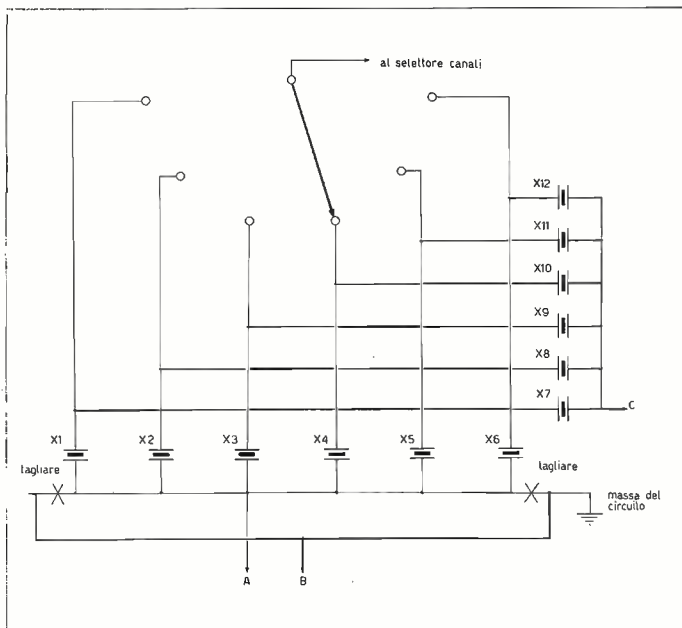 al selettore canali
X12
X11
X10
X9
X8
X7
C
X1 X2 X3 X4 X5 X6
tagliare tagliare
massa del
circuito
A B